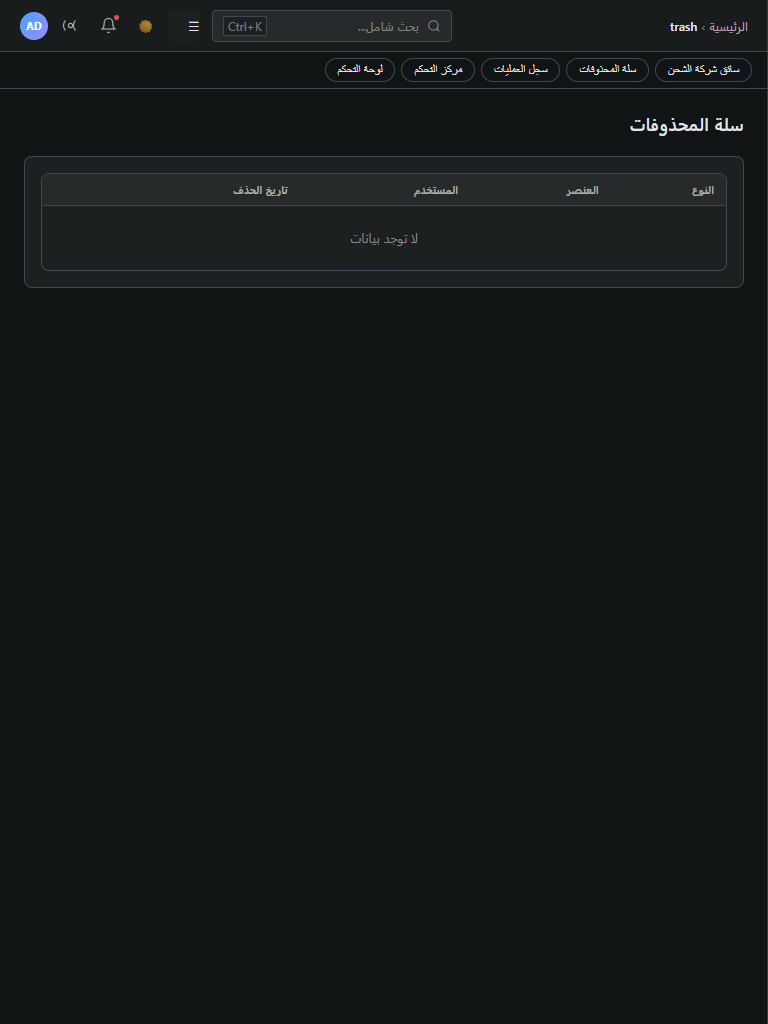 الرئيسية › trash
بحث شامل... Ctrl+K
☰
AD
سائق شركة الشحن
سلة المحذوفات
سجل العمليات
مركز التحكم
لوحة التحكم
سلة المحذوفات
النوع العنصر المستخدم تاريخ الحذف
لا توجد بيانات